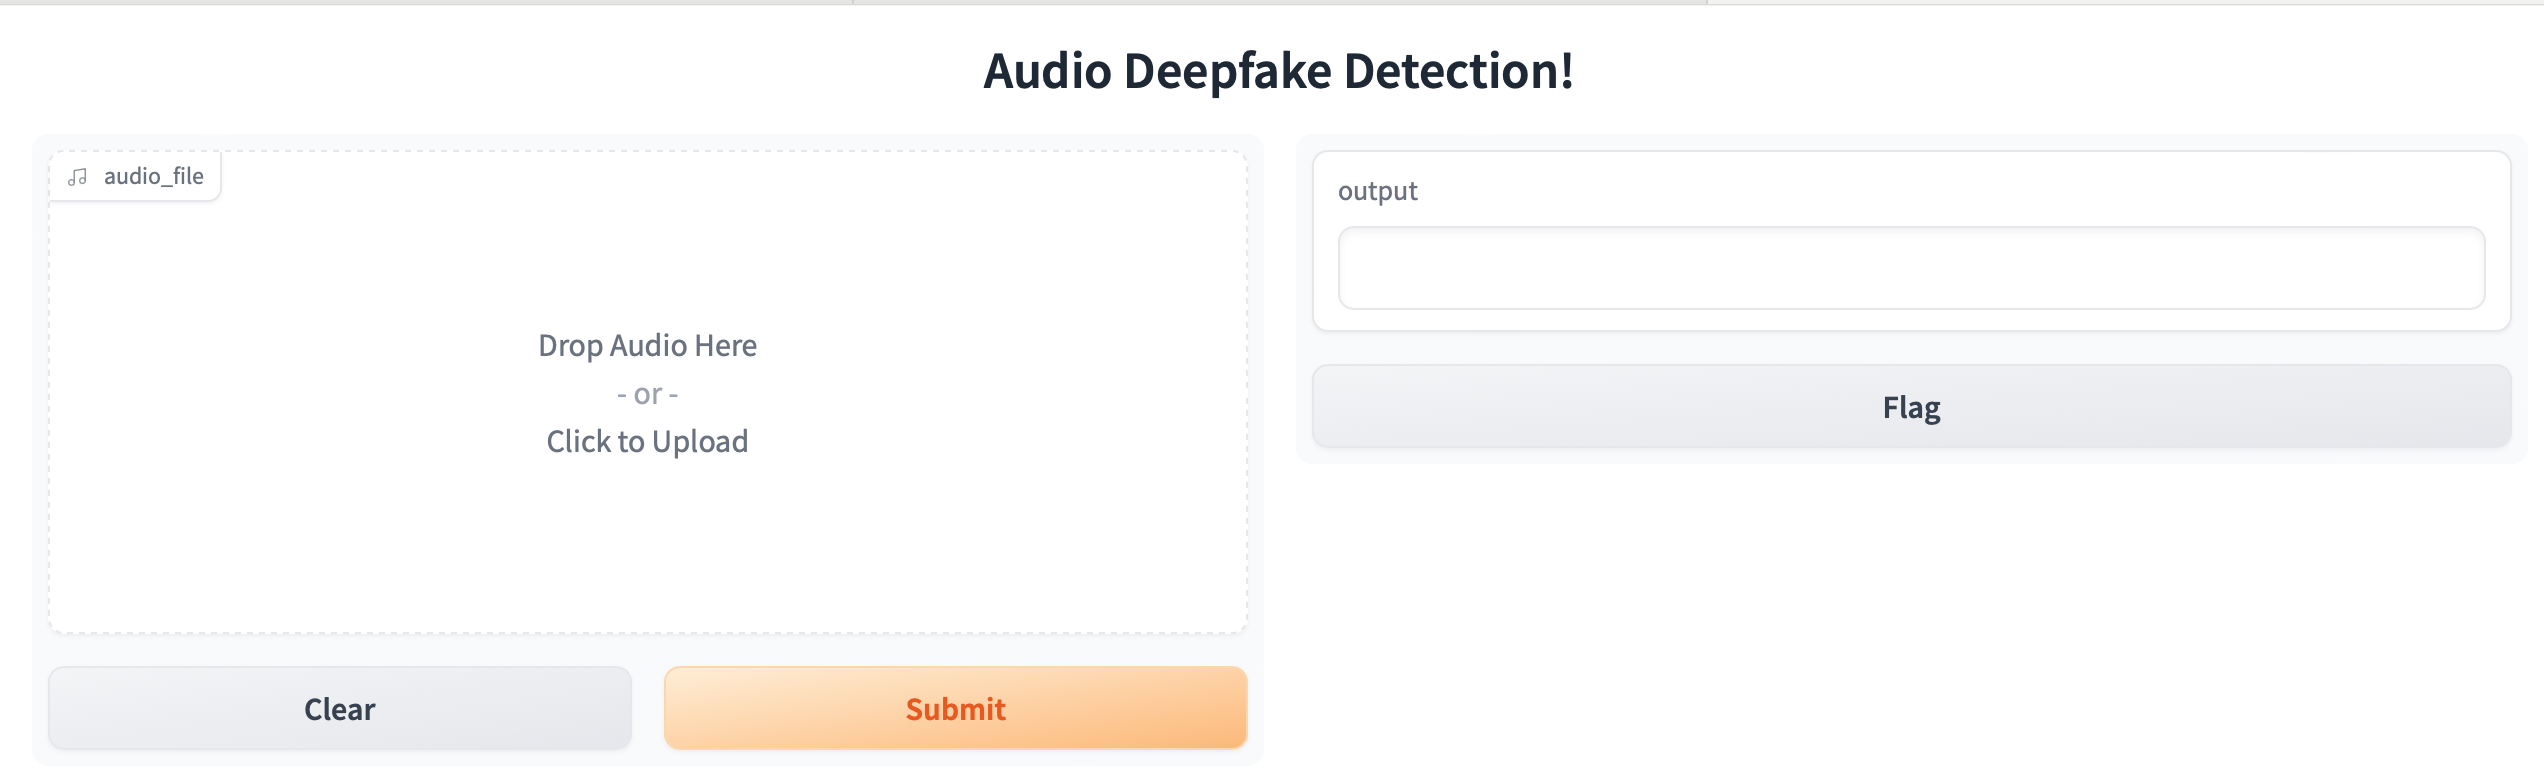 Audio Deepfake Detection!
audio_file
Drop Audio Here
- or -
Click to Upload
Clear
Submit
output
Flag